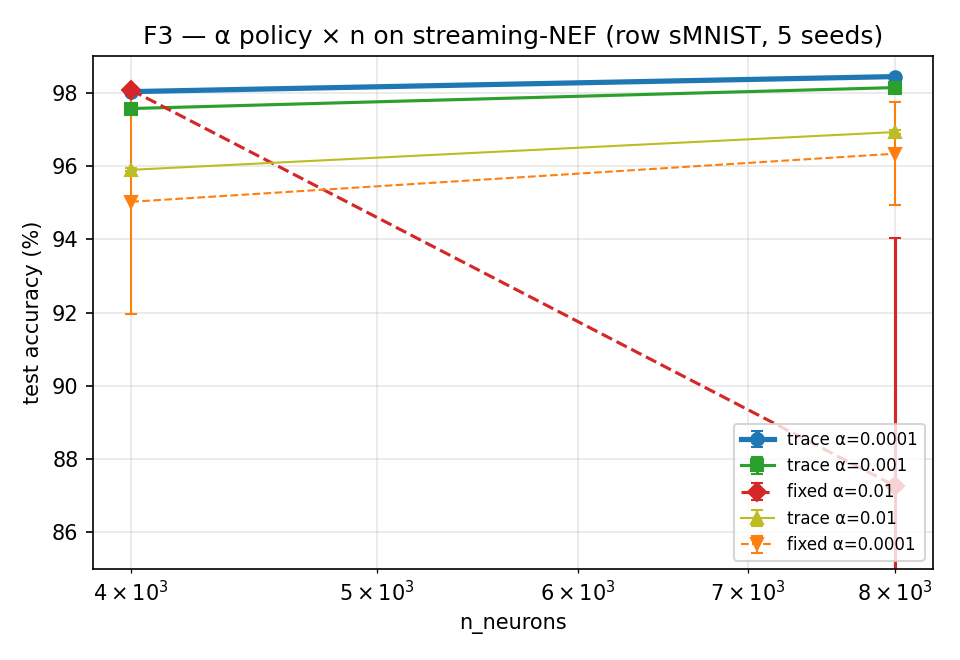 F3 — α policy × n on streaming-NEF (row sMNIST, 5 seeds)
test accuracy (%)
98
96
94
92
90
88
86
trace α=0.0001
trace α=0.001
fixed α=0.01
trace α=0.01
fixed α=0.0001
4 × 10³
5 × 10³
6 × 10³
7 × 10³
8 × 10³
n_neurons